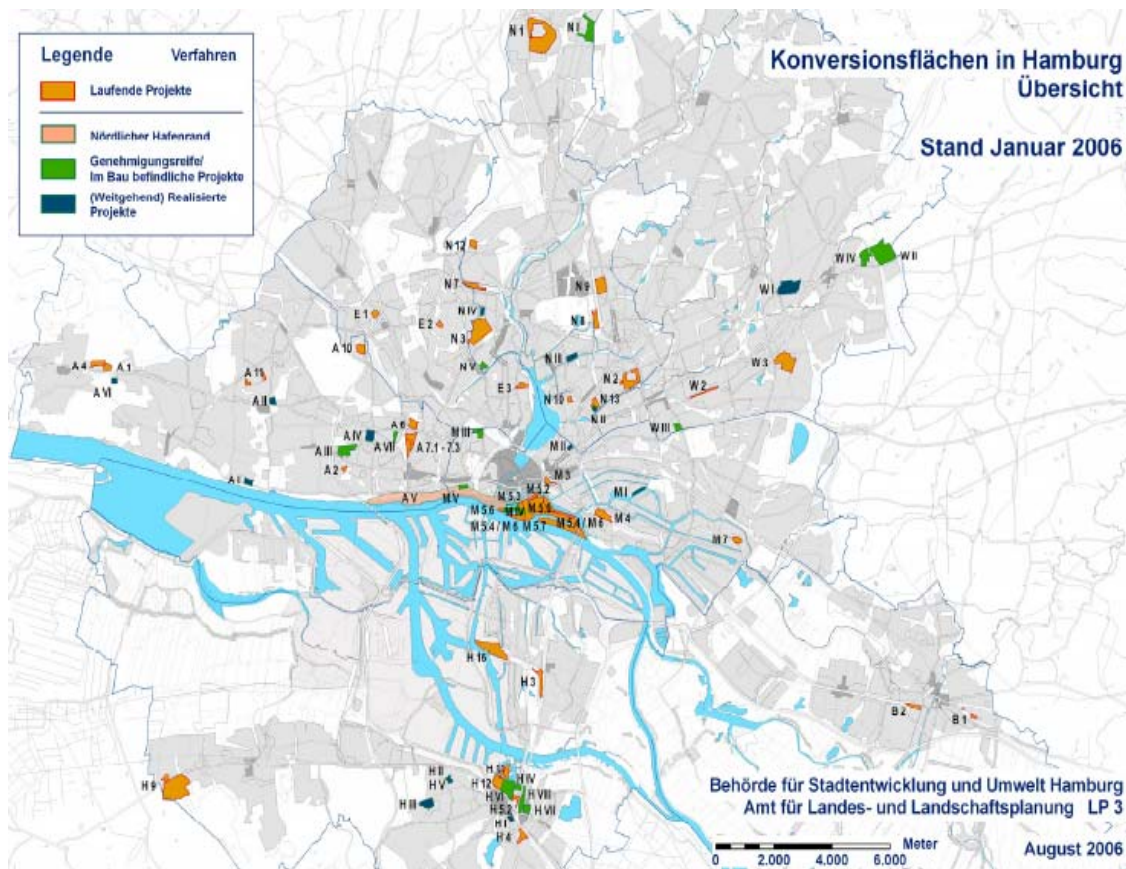 Legende Verfahren
Laufende Projekte
Nördlicher Hafenrand
Genehmigungsreife/
Im Bau befindliche Projekte
(Weitgehend) Realisierte
Projekte
Konversionsflächen in Hamburg
Übersicht
Stand Januar 2006
N 1
N I
N 12
N 7
N 9
N IV
N 8
E 1
E 2
N 3
A 10
N III
N V
W IV
W II
W I
W 3
A 4
A 1
A VI
A 11
A II
E 3
N 2
N 10
N 13
N II
W 2
A 6
A IV
A VII
A III
A 7.1 - 7.3
A 2
M III
M II
W III
A I
M 3
M 5.2
M I
A V
M V
M 5.3
M 5.6
M IV
M 5.5
M 4
M 5.4 / M 6
M 5.7
M 5.4 / M 6
M 7
H 16
H 3
B 2
B 1
H 9
H II
H V
H III
H 12
H IV
H VI
H VIII
H 5.2
H VII
H I
H 4
Behörde für Stadtentwicklung und Umwelt Hamburg
Amt für Landes- und Landschaftsplanung LP 3
Meter
0 2.000 4.000 6.000
August 2006